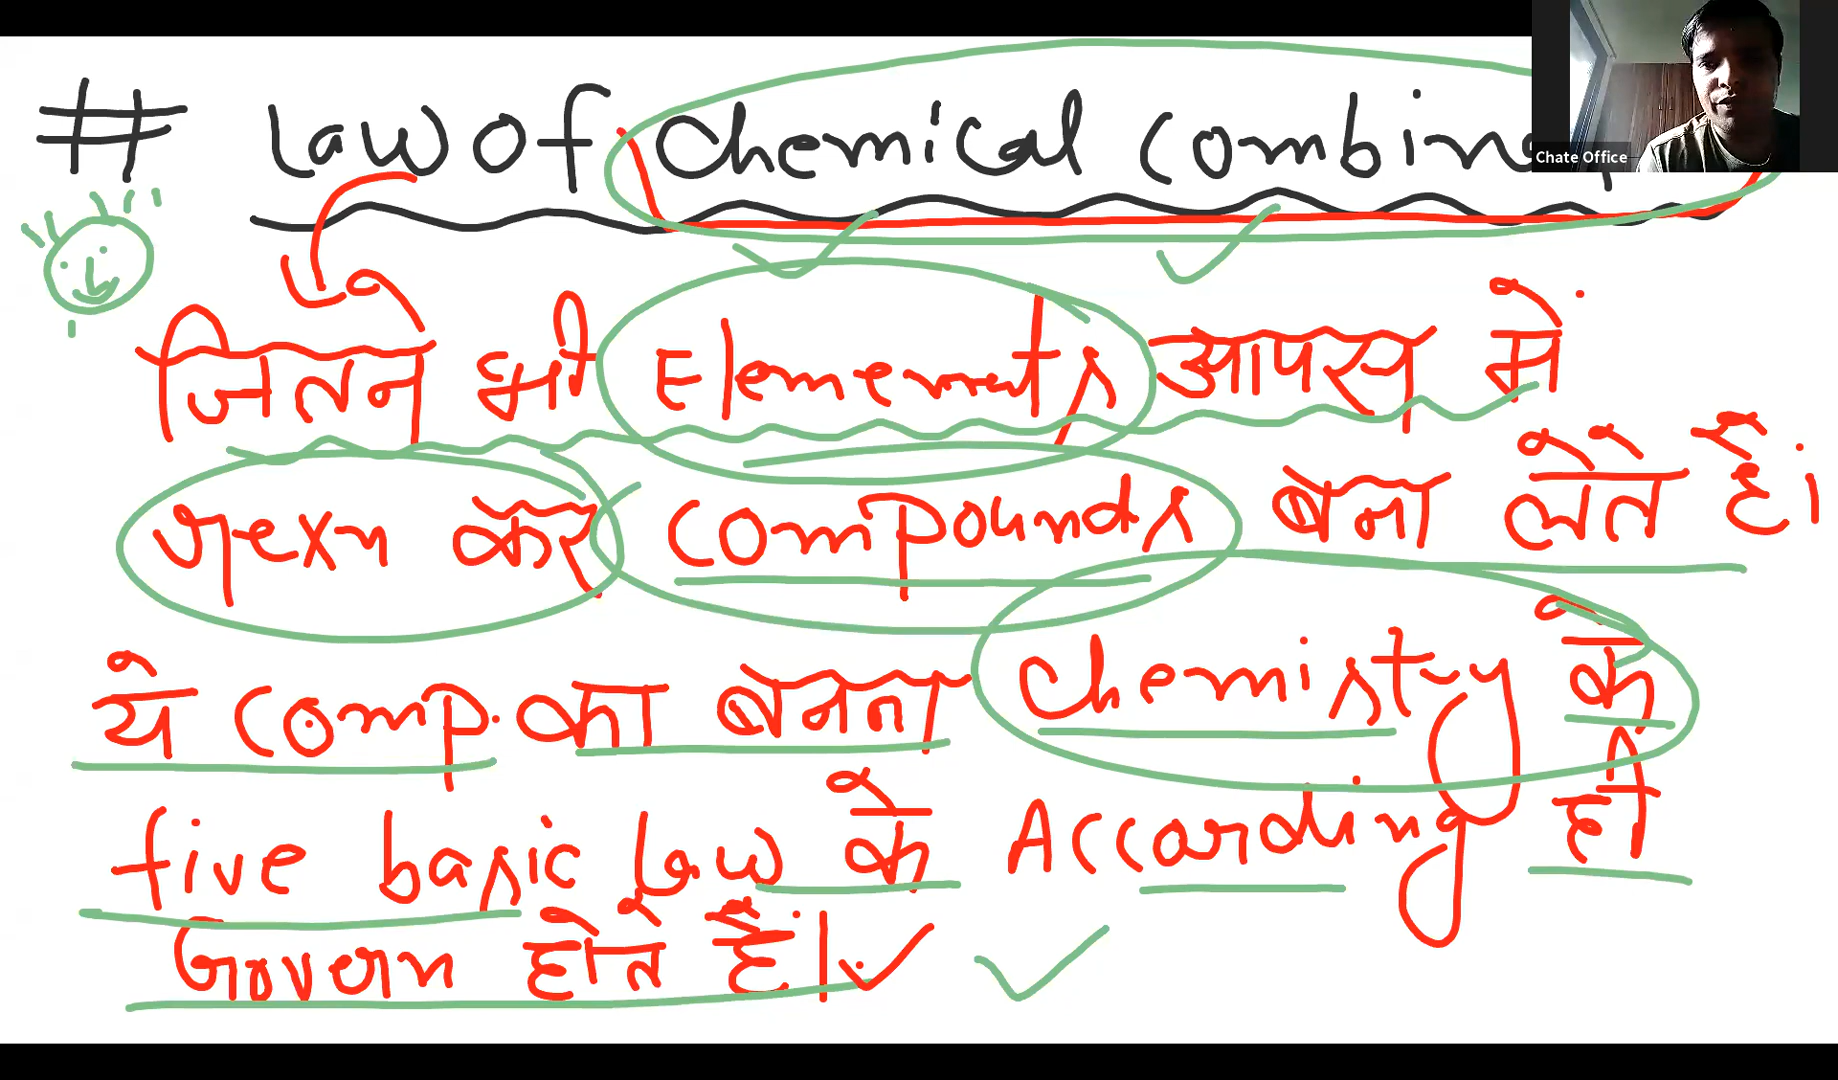 # Law of Chemical Combin
Chate Office
जितने भी Elements आपस में
rexn कर compounds बना लेते हैं।
ये comp. का बनना chemistry के
five basic law के According ही
Govern होते हैं।